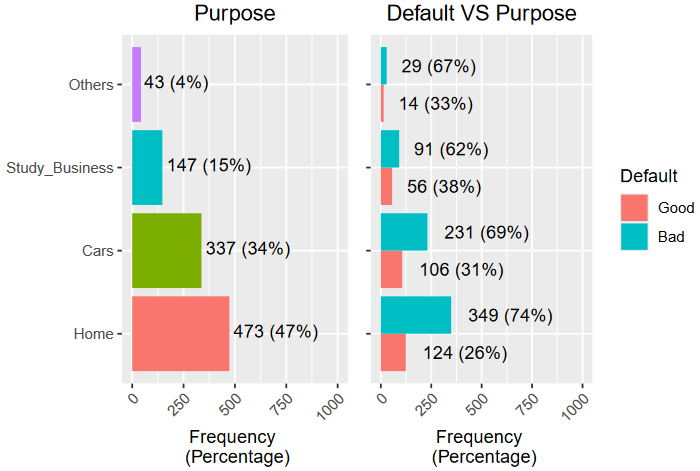 Purpose
Default VS Purpose
Others
43 (4%)
29 (67%)
14 (33%)
Study_Business
147 (15%)
91 (62%)
56 (38%)
Cars
337 (34%)
231 (69%)
106 (31%)
Home
473 (47%)
349 (74%)
124 (26%)
0
250
500
750
1000
0
250
500
750
1000
Frequency
(Percentage)
Frequency
(Percentage)
Default
Good
Bad